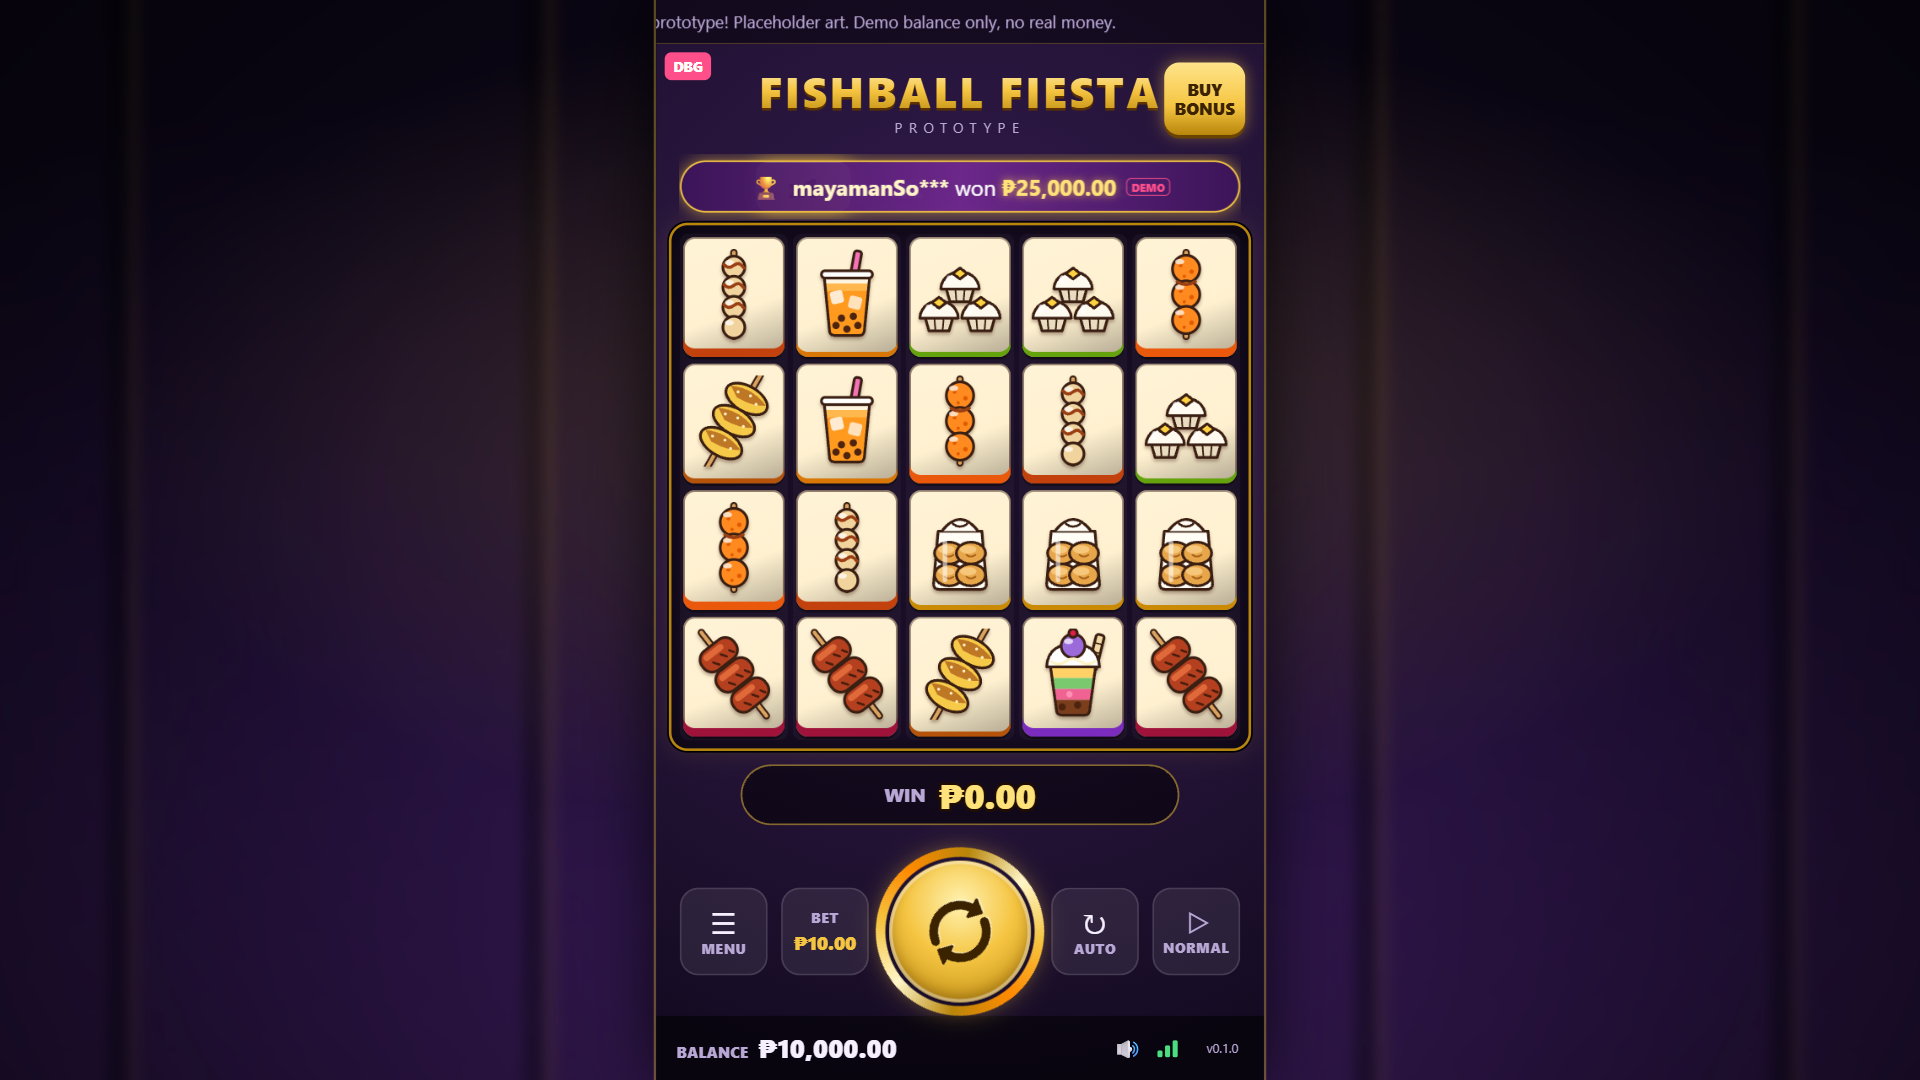 prototype! Placeholder art. Demo balance only, no real money.
DBG
FISHBALL FIESTA
PROTOTYPE
BUY
BONUS
mayamanSo*** won ₱25,000.00 DEMO
WIN ₱0.00
MENU
BET
₱10.00
AUTO
NORMAL
BALANCE ₱10,000.00
v0.1.0